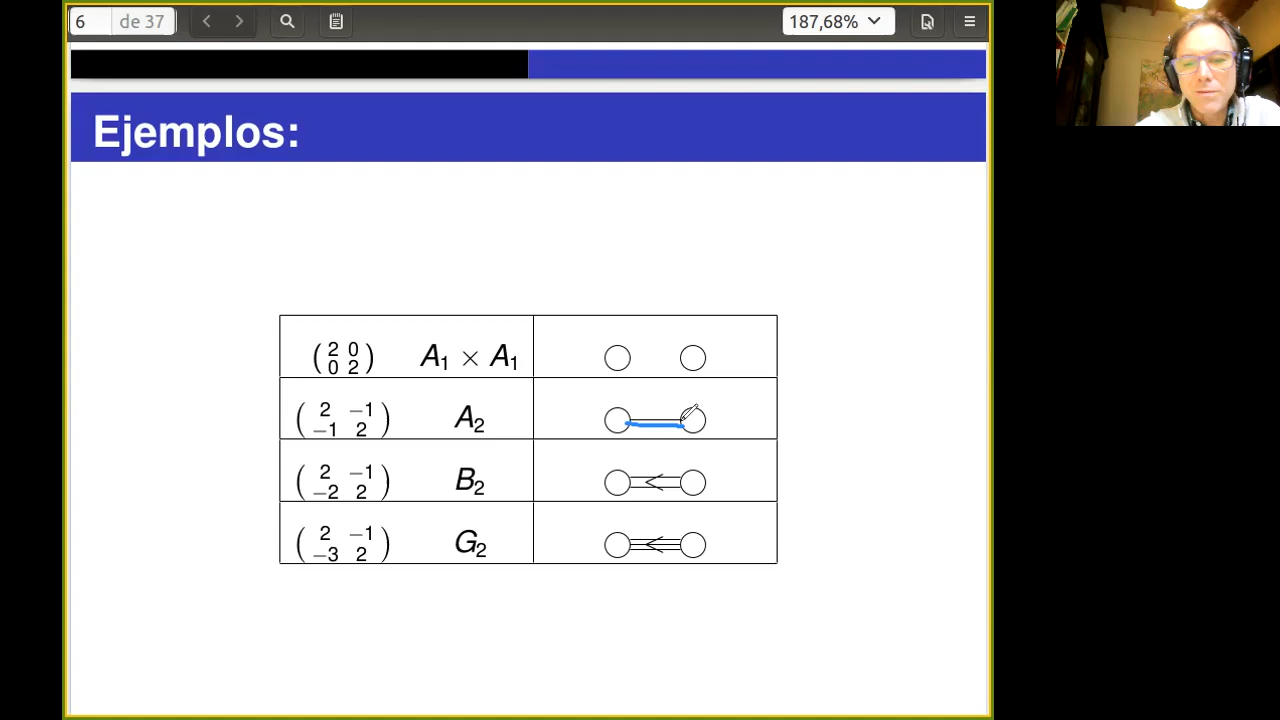 6 de 37 187,68%
Ejemplos:
(2 0
0 2) A₁ × A₁
(2 −1
−1 2) A₂
(2 −1
−2 2) B₂
(2 −1
−3 2) G₂